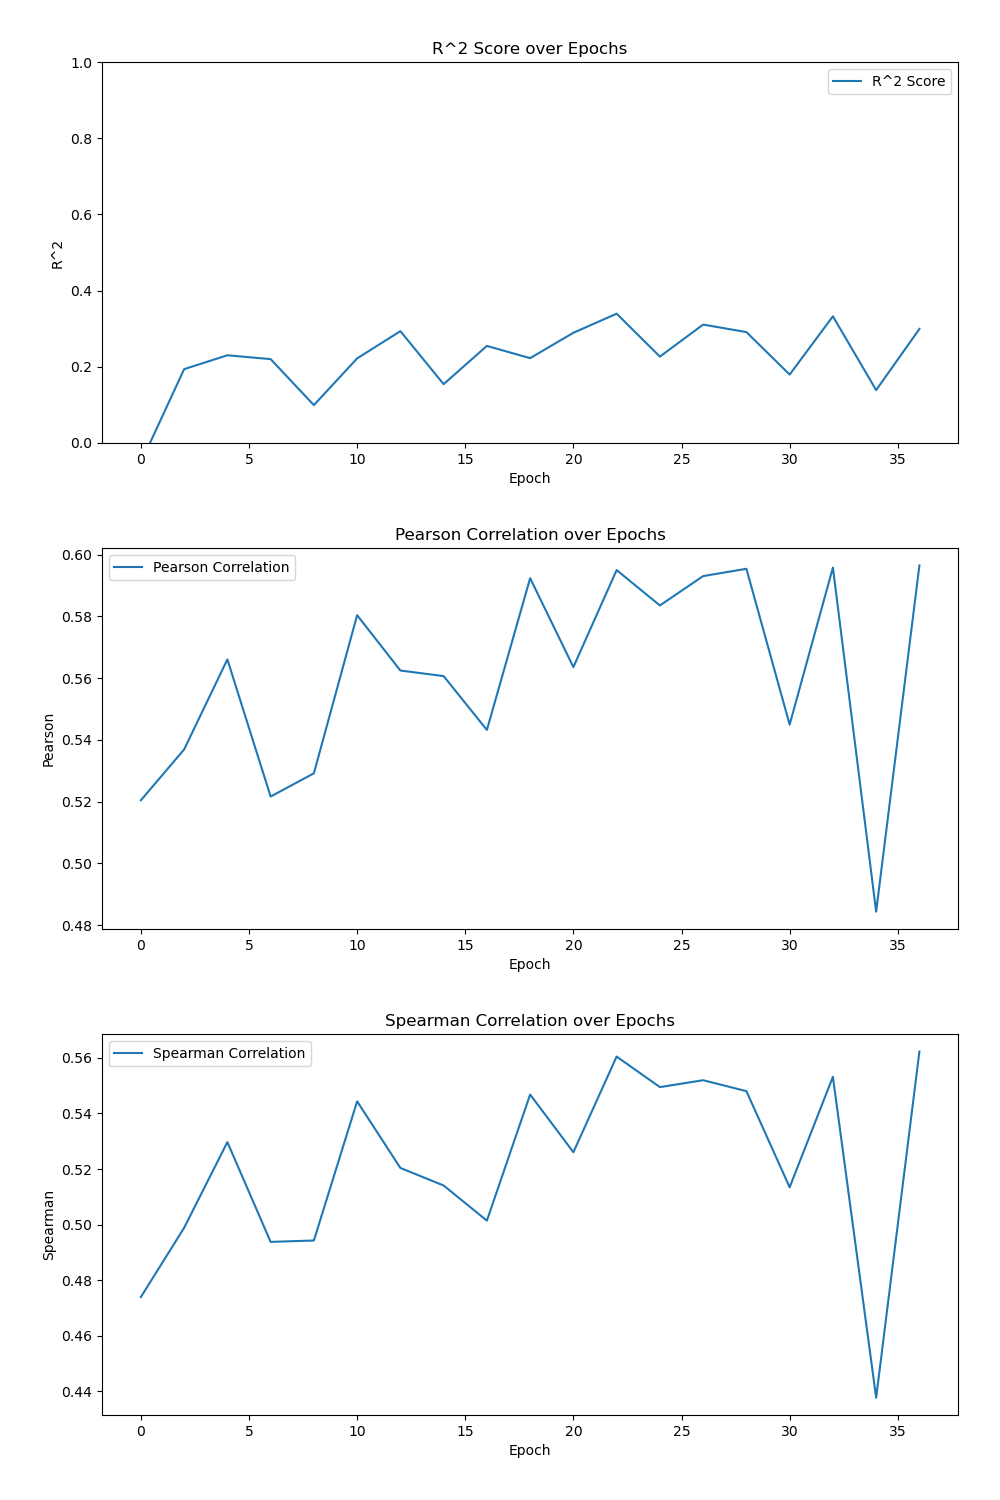 R^2 Score over Epochs
1.0
R^2 Score
0.8
0.6
R^2
0.4
0.2
0.0
0 5 10 15 20 25 30 35
Epoch
Pearson Correlation over Epochs
0.60
Pearson Correlation
0.58
0.56
0.54
Pearson
0.52
0.50
0.48
0 5 10 15 20 25 30 35
Epoch
Spearman Correlation over Epochs
Spearman Correlation
0.56
0.54
0.52
0.50
Spearman
0.48
0.46
0.44
0 5 10 15 20 25 30 35
Epoch